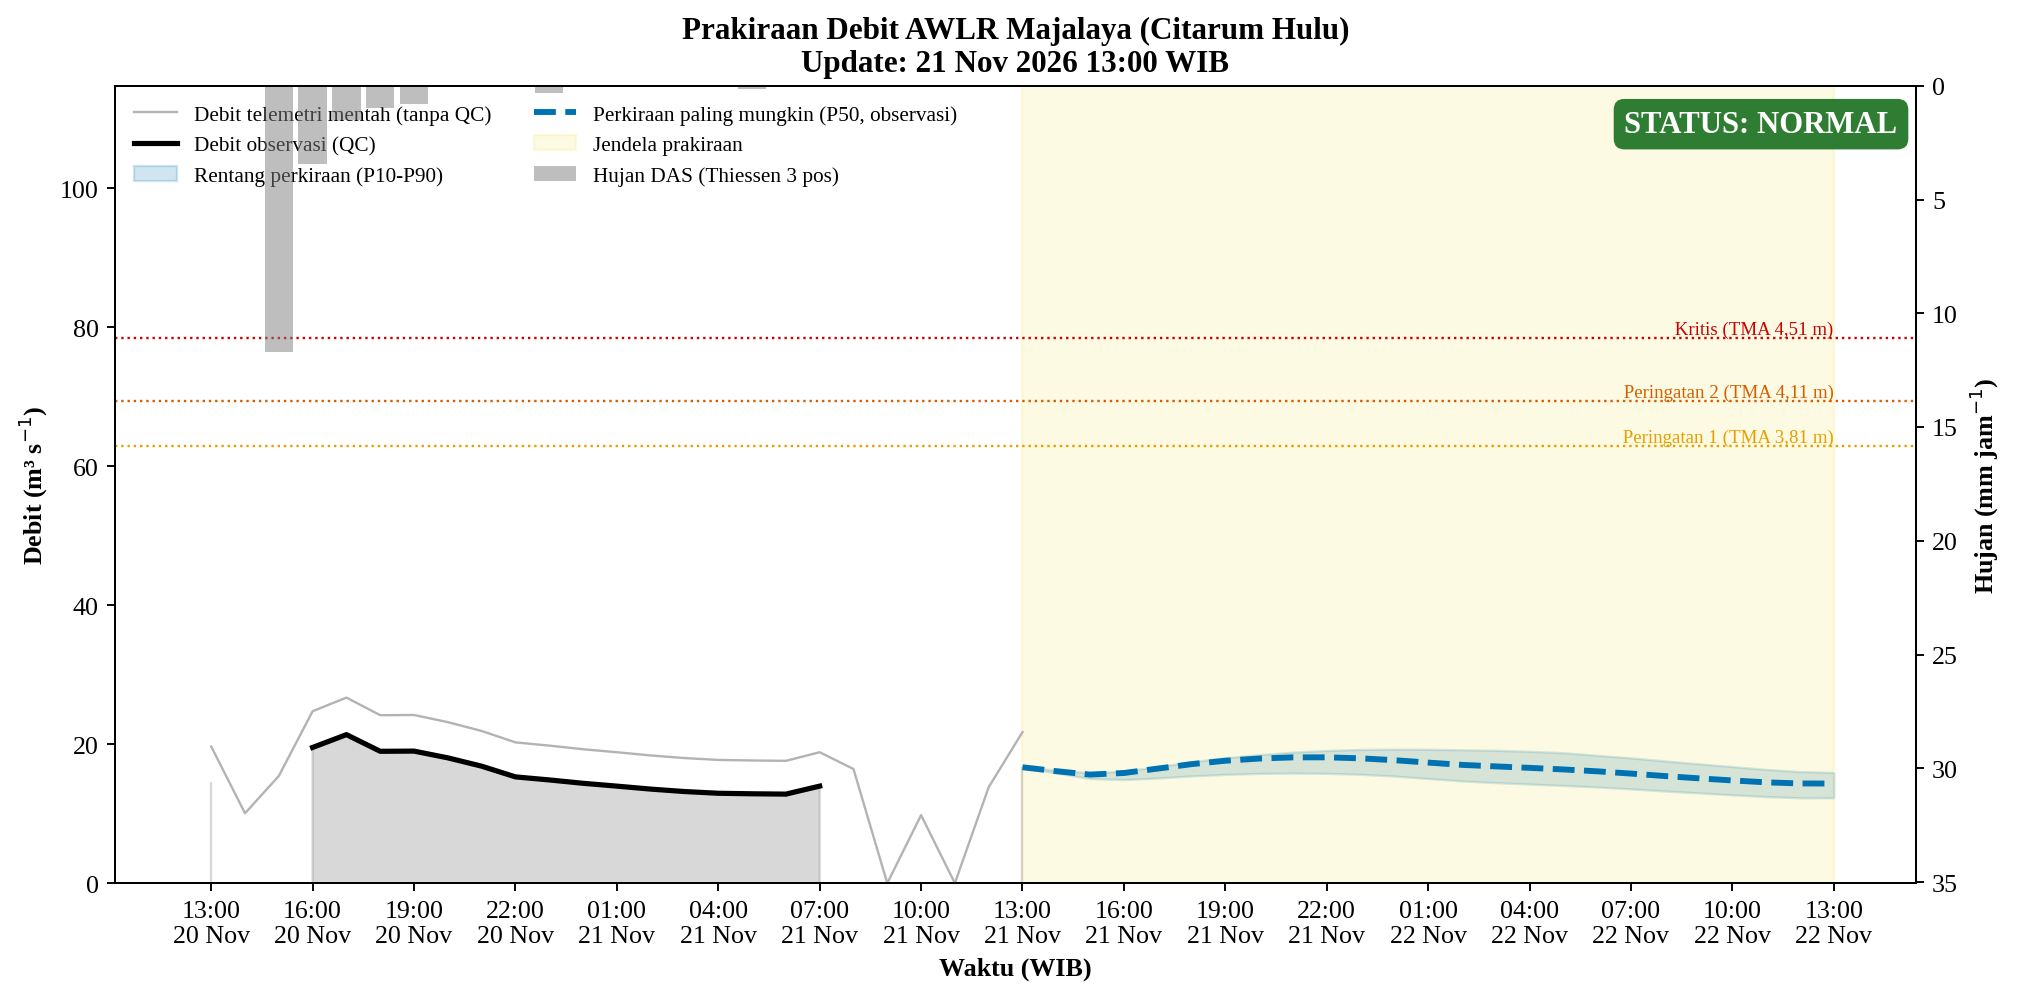 Prakiraan Debit AWLR Majalaya (Citarum Hulu)
Update: 21 Nov 2026 13:00 WIB
Debit telemetri mentah (tanpa QC)
Debit observasi (QC)
Rentang perkiraan (P10-P90)
Perkiraan paling mungkin (P50, observasi)
Jendela prakiraan
Hujan DAS (Thiessen 3 pos)
STATUS: NORMAL
Kritis (TMA 4,51 m)
Peringatan 2 (TMA 4,11 m)
Peringatan 1 (TMA 3,81 m)
Debit (m³ s⁻¹)
100
80
60
40
20
0
Hujan (mm jam⁻¹)
0
5
10
15
20
25
30
35
13:00 16:00 19:00 22:00 01:00 04:00 07:00 10:00 13:00 16:00 19:00 22:00 01:00 04:00 07:00 10:00 13:00
20 Nov 20 Nov 20 Nov 20 Nov 21 Nov 21 Nov 21 Nov 21 Nov 21 Nov 21 Nov 21 Nov 21 Nov 22 Nov 22 Nov 22 Nov 22 Nov 22 Nov
Waktu (WIB)